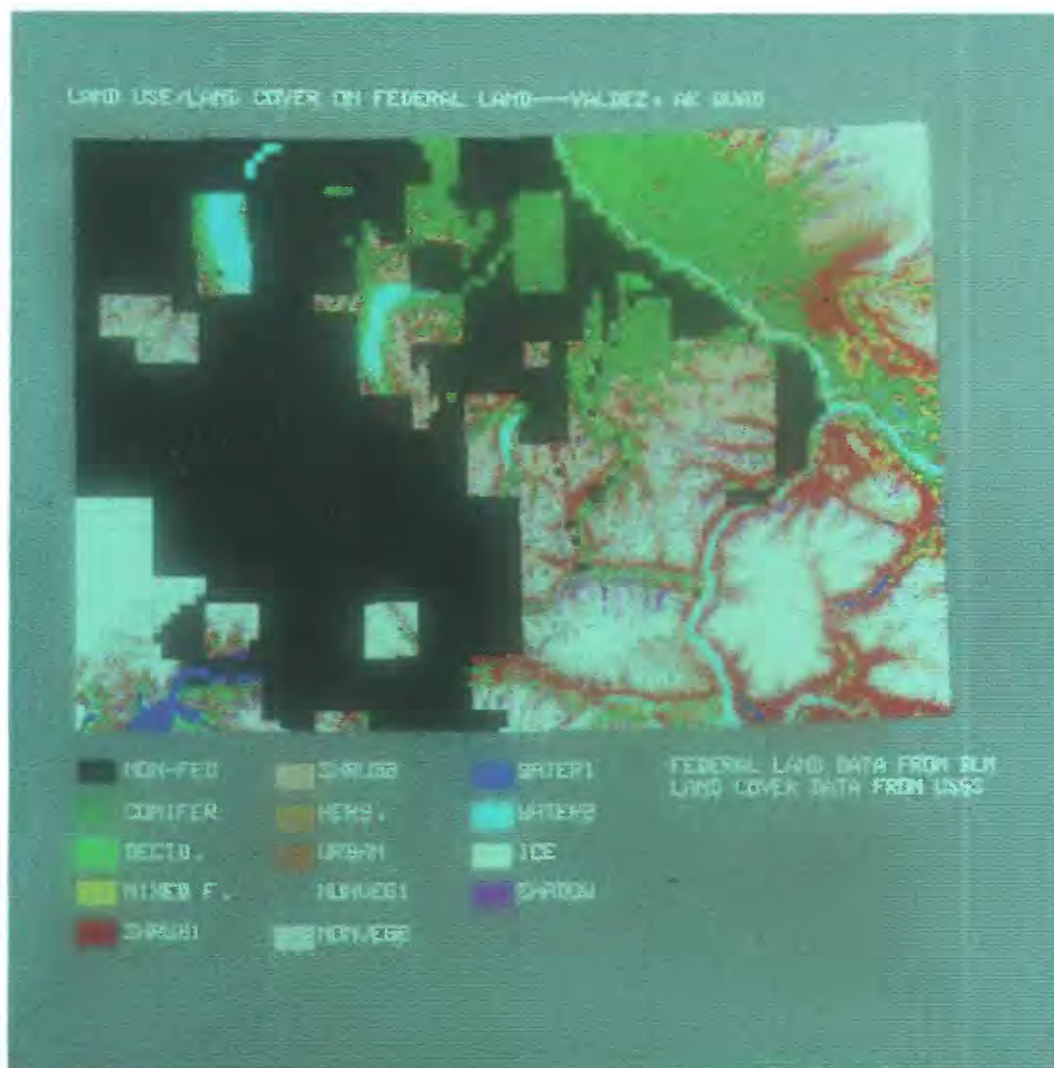 LAND USE/LAND COVER ON FEDERAL LAND---VALDEZ, AK QUAD
NON-FED
CONIFER
DECID.
MIXED F.
SHRUB1
SHRUB2
HERB.
URBAN
NONVEG1
NONVEG2
WATER1
WATER2
ICE
SHADOW
FEDERAL LAND DATA FROM BLM
LAND COVER DATA FROM USGS